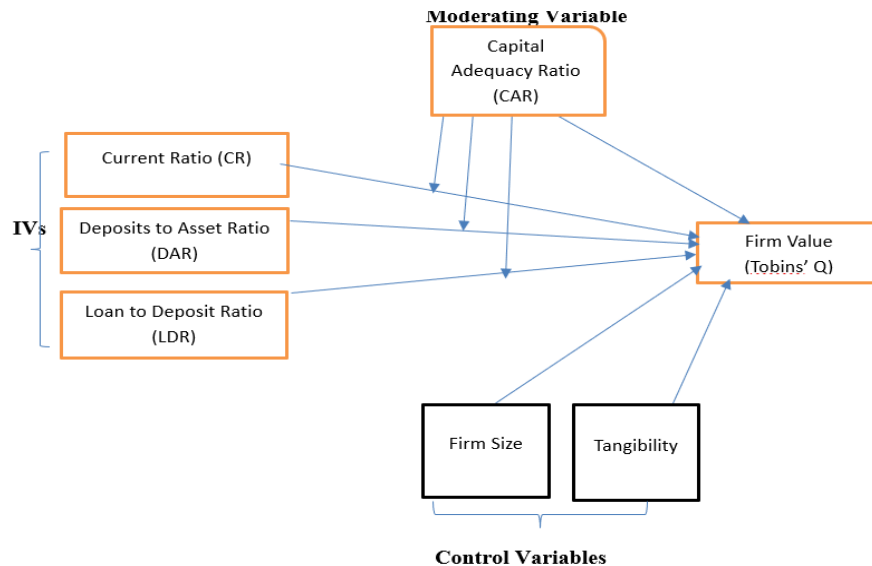 Moderating Variable
Capital
Adequacy Ratio
(CAR)
Current Ratio (CR)
IVs
Deposits to Asset Ratio
(DAR)
Loan to Deposit Ratio
(LDR)
Firm Value
(Tobins’ Q)
Firm Size
Tangibility
Control Variables